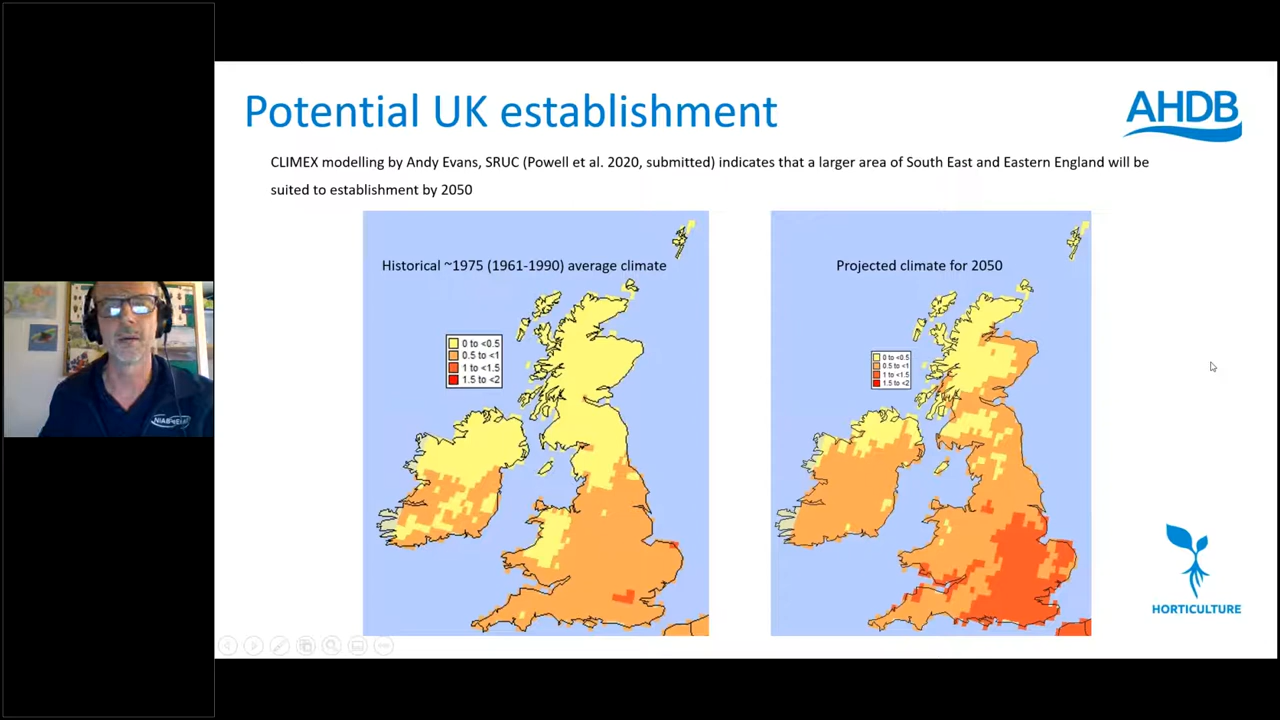 Potential UK establishment
AHDB
CLIMEX modelling by Andy Evans, SRUC (Powell et al. 2020, submitted) indicates that a larger area of South East and Eastern England will be
suited to establishment by 2050
Historical ~1975 (1961-1990) average climate
0 to <0.5
0.5 to <1
1 to <1.5
1.5 to <2
Projected climate for 2050
0 to <0.5
0.5 to <1
1 to <1.5
1.5 to <2
HORTICULTURE